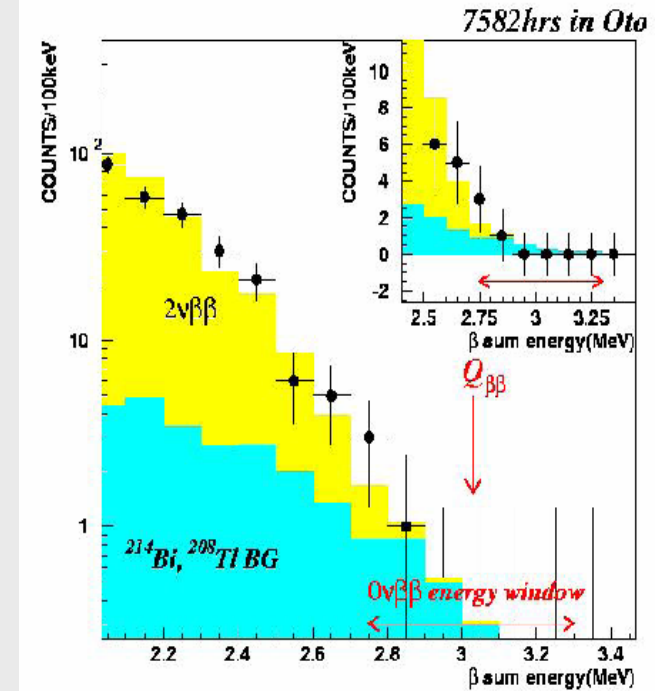 7582hrs in Oto
COUNTS/100keV
10²
10
1
2νββ
²¹⁴Bi, ²⁰⁸Tl BG
COUNTS/100keV
10
8
6
4
2
0
-2
2.5 2.75 3 3.25
β sum energy(MeV)
Qββ
0νββ energy window
2.2 2.4 2.6 2.8 3 3.2 3.4
β sum energy(MeV)